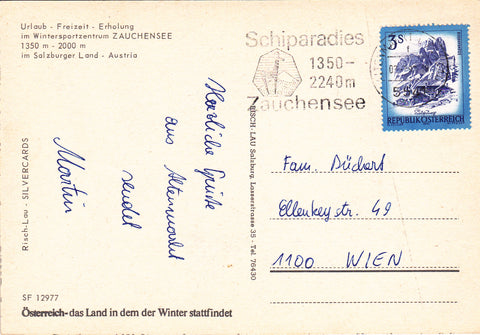 Urlaub - Freizeit - Erholung
im Wintersportzentrum ZAUCHENSEE
1350 m - 2000 m
im Salzburger Land - Austria
Schiparadies
1350 –
2240m
Zauchensee
3S
REPUBLIK ÖSTERREICH
Herzliche Grüße
aus Altenmarkt
sendet
Martin
Fam. Büchert
Ellenkeystr. 49
1100 WIEN
RISCH-LAU Salzburg, Lasserstrasse 35 - Tel. 76430
Risch-Lau - SILVERCARDS
SF 12977
Österreich - das Land in dem der Winter stattfindet